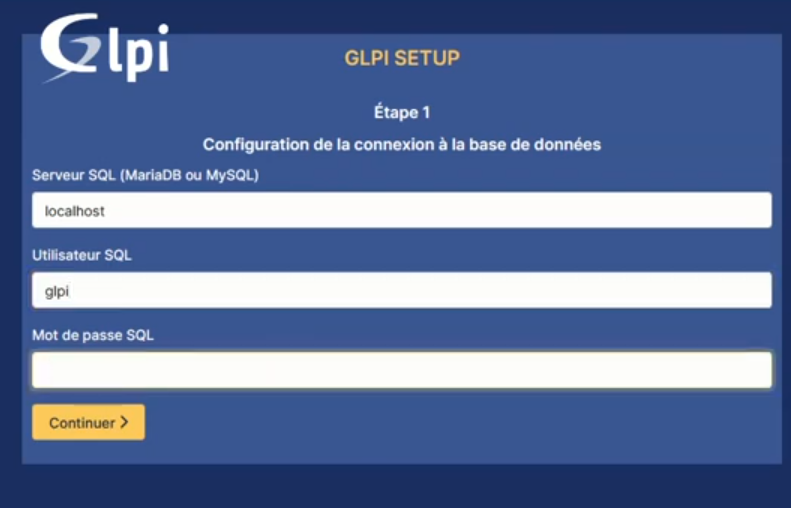 Glpi
GLPI SETUP
Étape 1
Configuration de la connexion à la base de données
Serveur SQL (MariaDB ou MySQL)
localhost
Utilisateur SQL
glpi
Mot de passe SQL
Continuer >